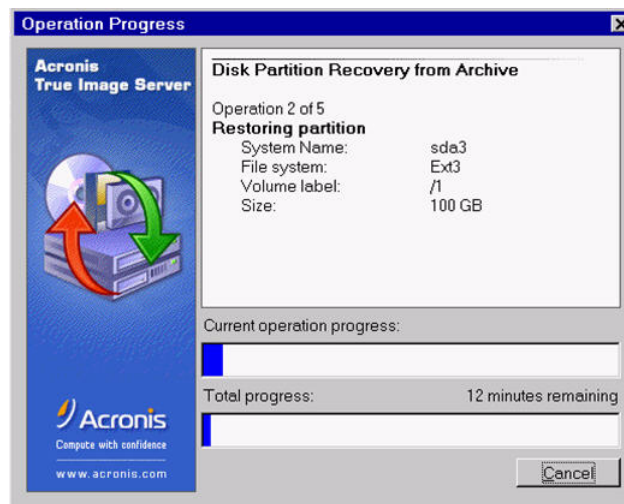 Operation Progress
Acronis
True Image Server
Disk Partition Recovery from Archive
Operation 2 of 5
Restoring partition
System Name: sda3
File system: Ext3
Volume label: /1
Size: 100 GB
Current operation progress:
Total progress: 12 minutes remaining
Acronis
Compute with confidence
www.acronis.com
Cancel